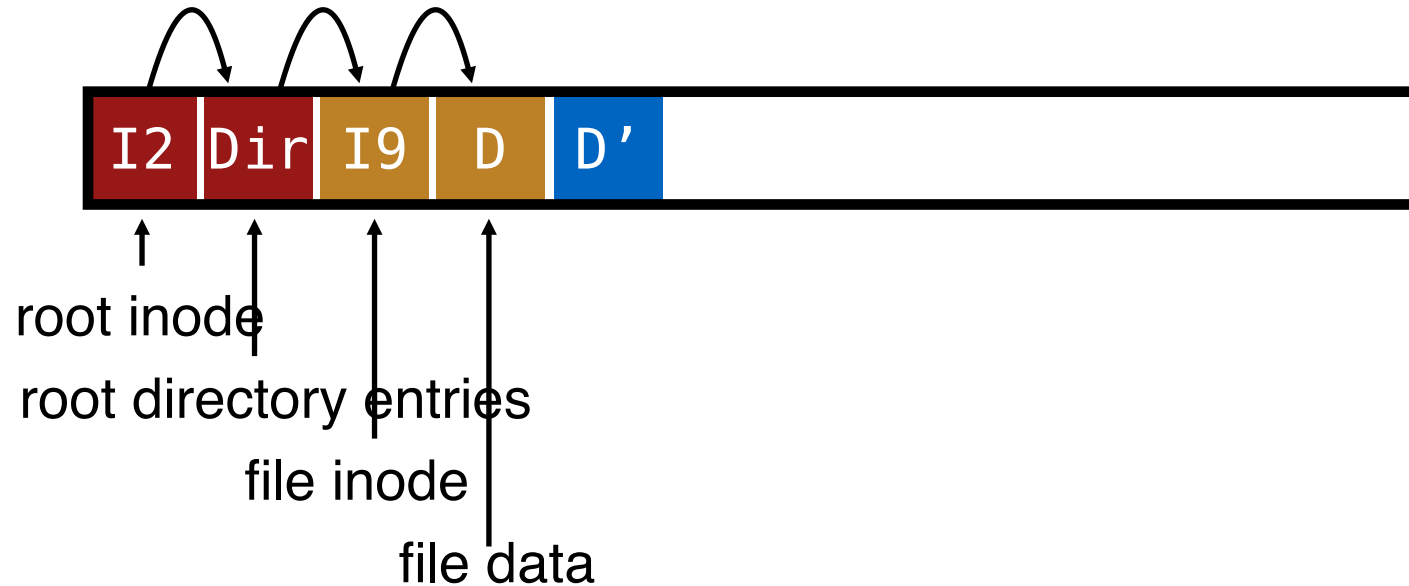 I2 Dir I9 D D’
root inode
root directory entries
file inode
file data